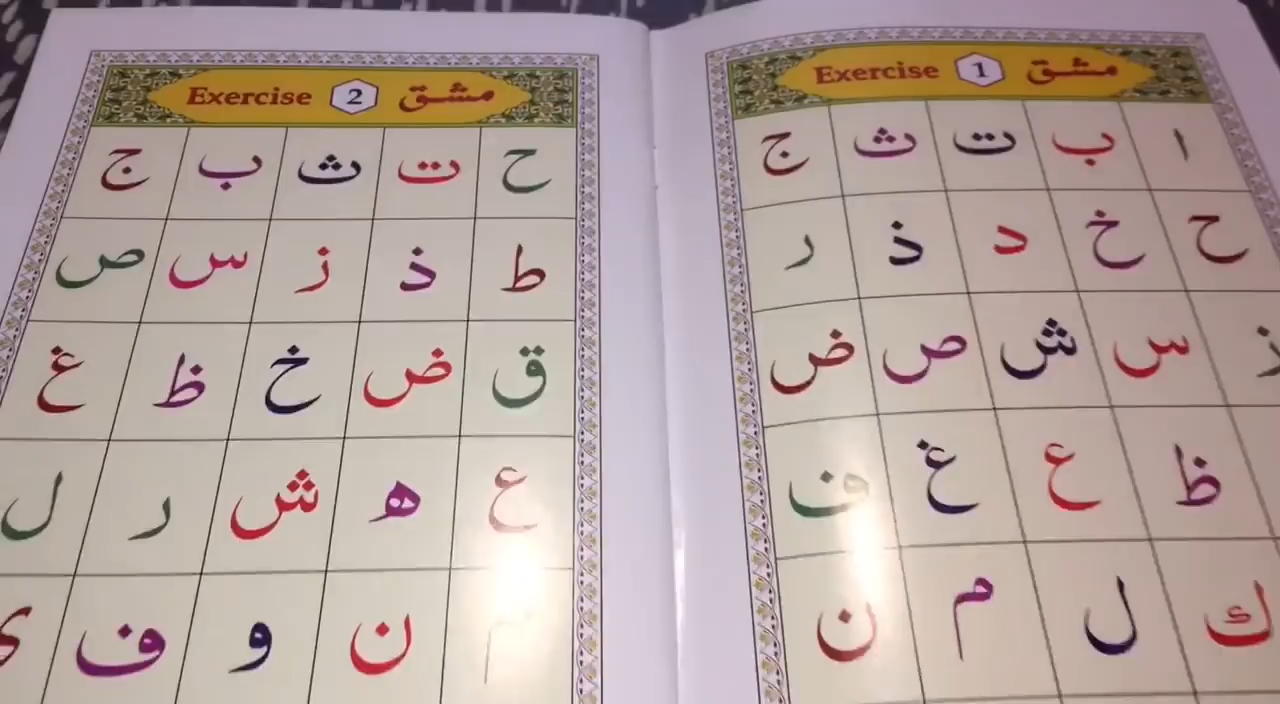 Exercise 1 مشق
ا ب ت ث ج
ح خ د ذ ر
ز س ش ص ض
ظ ع غ ف
ك ل م ن
Exercise 2 مشق
ح ت ث ب ج
ط ذ ز س ص
ق ض خ ظ غ
ع ه ش ر ل
م ن و ف ي